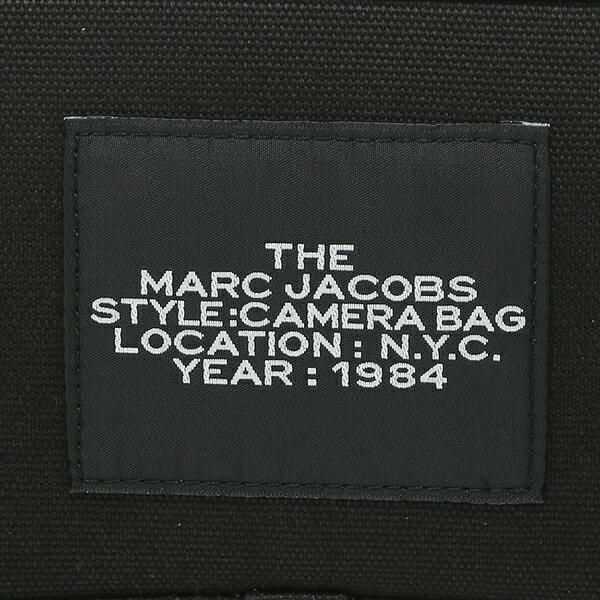 THE
MARC JACOBS
STYLE:CAMERA BAG
LOCATION : N.Y.C.
YEAR : 1984